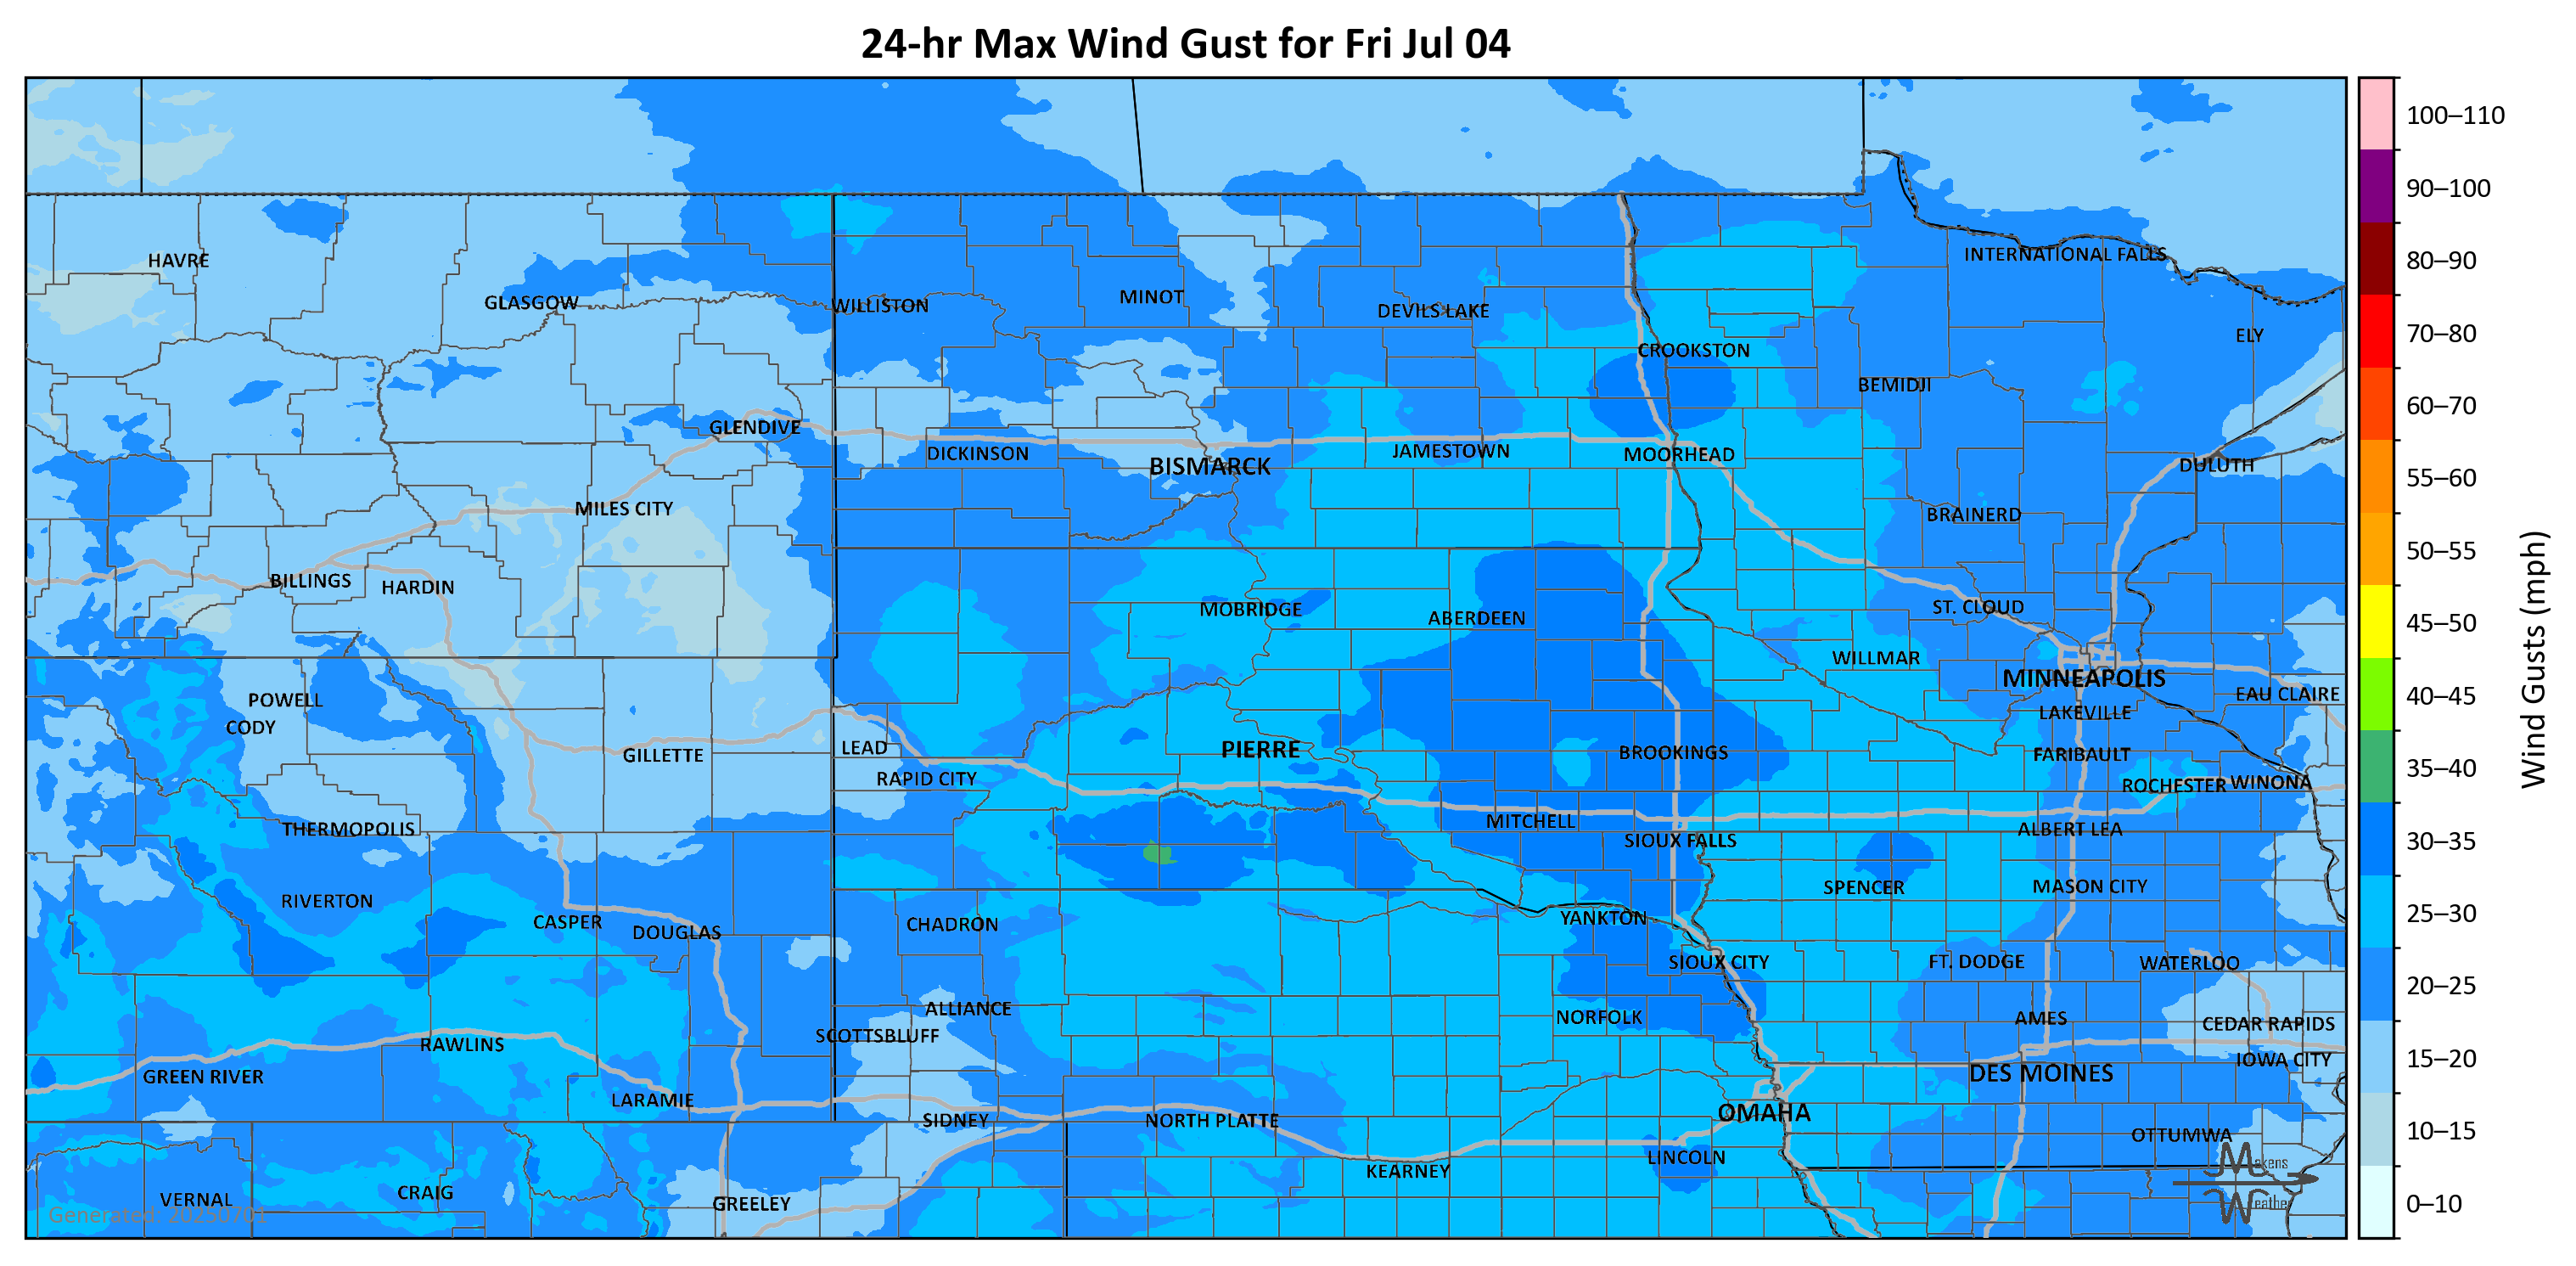 24-hr Max Wind Gust for Fri Jul 04
HAVRE
GLASGOW
WILLISTON
MINOT
DEVILS LAKE
INTERNATIONAL FALLS
ELY
CROOKSTON
BEMIDJI
GLENDIVE
DICKINSON
BISMARCK
JAMESTOWN
MOORHEAD
DULUTH
MILES CITY
BRAINERD
BILLINGS
HARDIN
MOBRIDGE
ABERDEEN
ST. CLOUD
WILLMAR
MINNEAPOLIS
EAU CLAIRE
POWELL
CODY
LAKEVILLE
GILLETTE
LEAD
PIERRE
BROOKINGS
FARIBAULT
RAPID CITY
ROCHESTER
WINONA
THERMOPOLIS
MITCHELL
SIOUX FALLS
ALBERT LEA
RIVERTON
SPENCER
MASON CITY
CASPER
DOUGLAS
CHADRON
YANKTON
SIOUX CITY
FT. DODGE
WATERLOO
ALLIANCE
NORFOLK
AMES
CEDAR RAPIDS
SCOTTSBLUFF
RAWLINS
IOWA CITY
GREEN RIVER
DES MOINES
LARAMIE
SIDNEY
NORTH PLATTE
OMAHA
OTTUMWA
LINCOLN
KEARNEY
VERNAL
CRAIG
GREELEY
Generated: 20250701
Makens
Weather
100–110
90–100
80–90
70–80
60–70
55–60
50–55
45–50
40–45
35–40
30–35
25–30
20–25
15–20
10–15
0–10
Wind Gusts (mph)